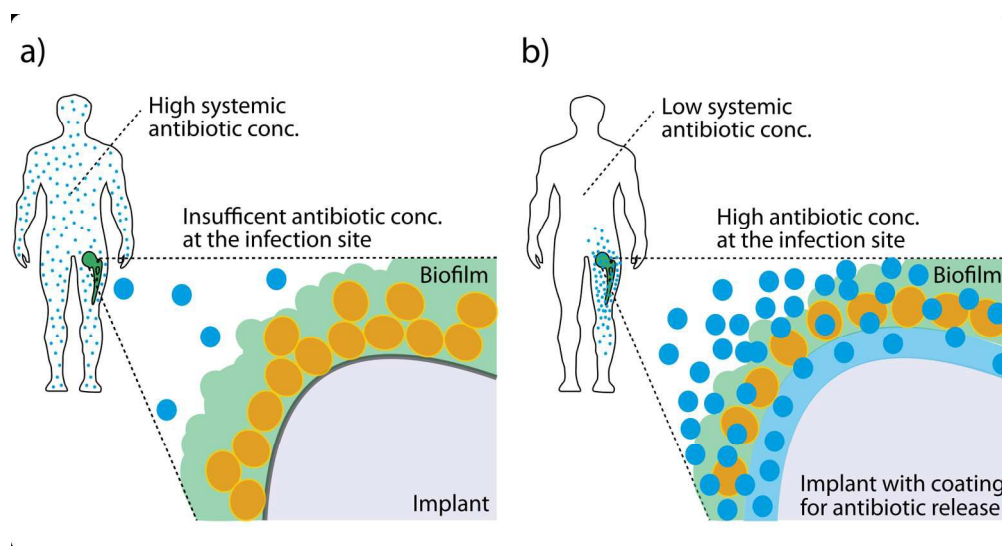 a)
High systemic
antibiotic conc.
Insufficent antibiotic conc.
at the infection site
Biofilm
Implant
b)
Low systemic
antibiotic conc.
High antibiotic conc.
at the infection site
Biofilm
Implant with coating
for antibiotic release